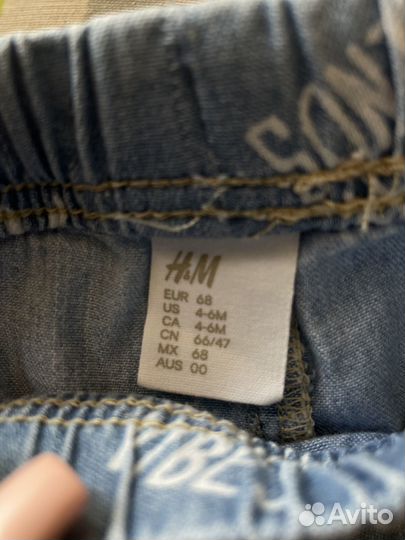 H&M
EUR 68
US 4-6M
CA 4-6M
CN 66/47
MX 68
AUS 00
Avito